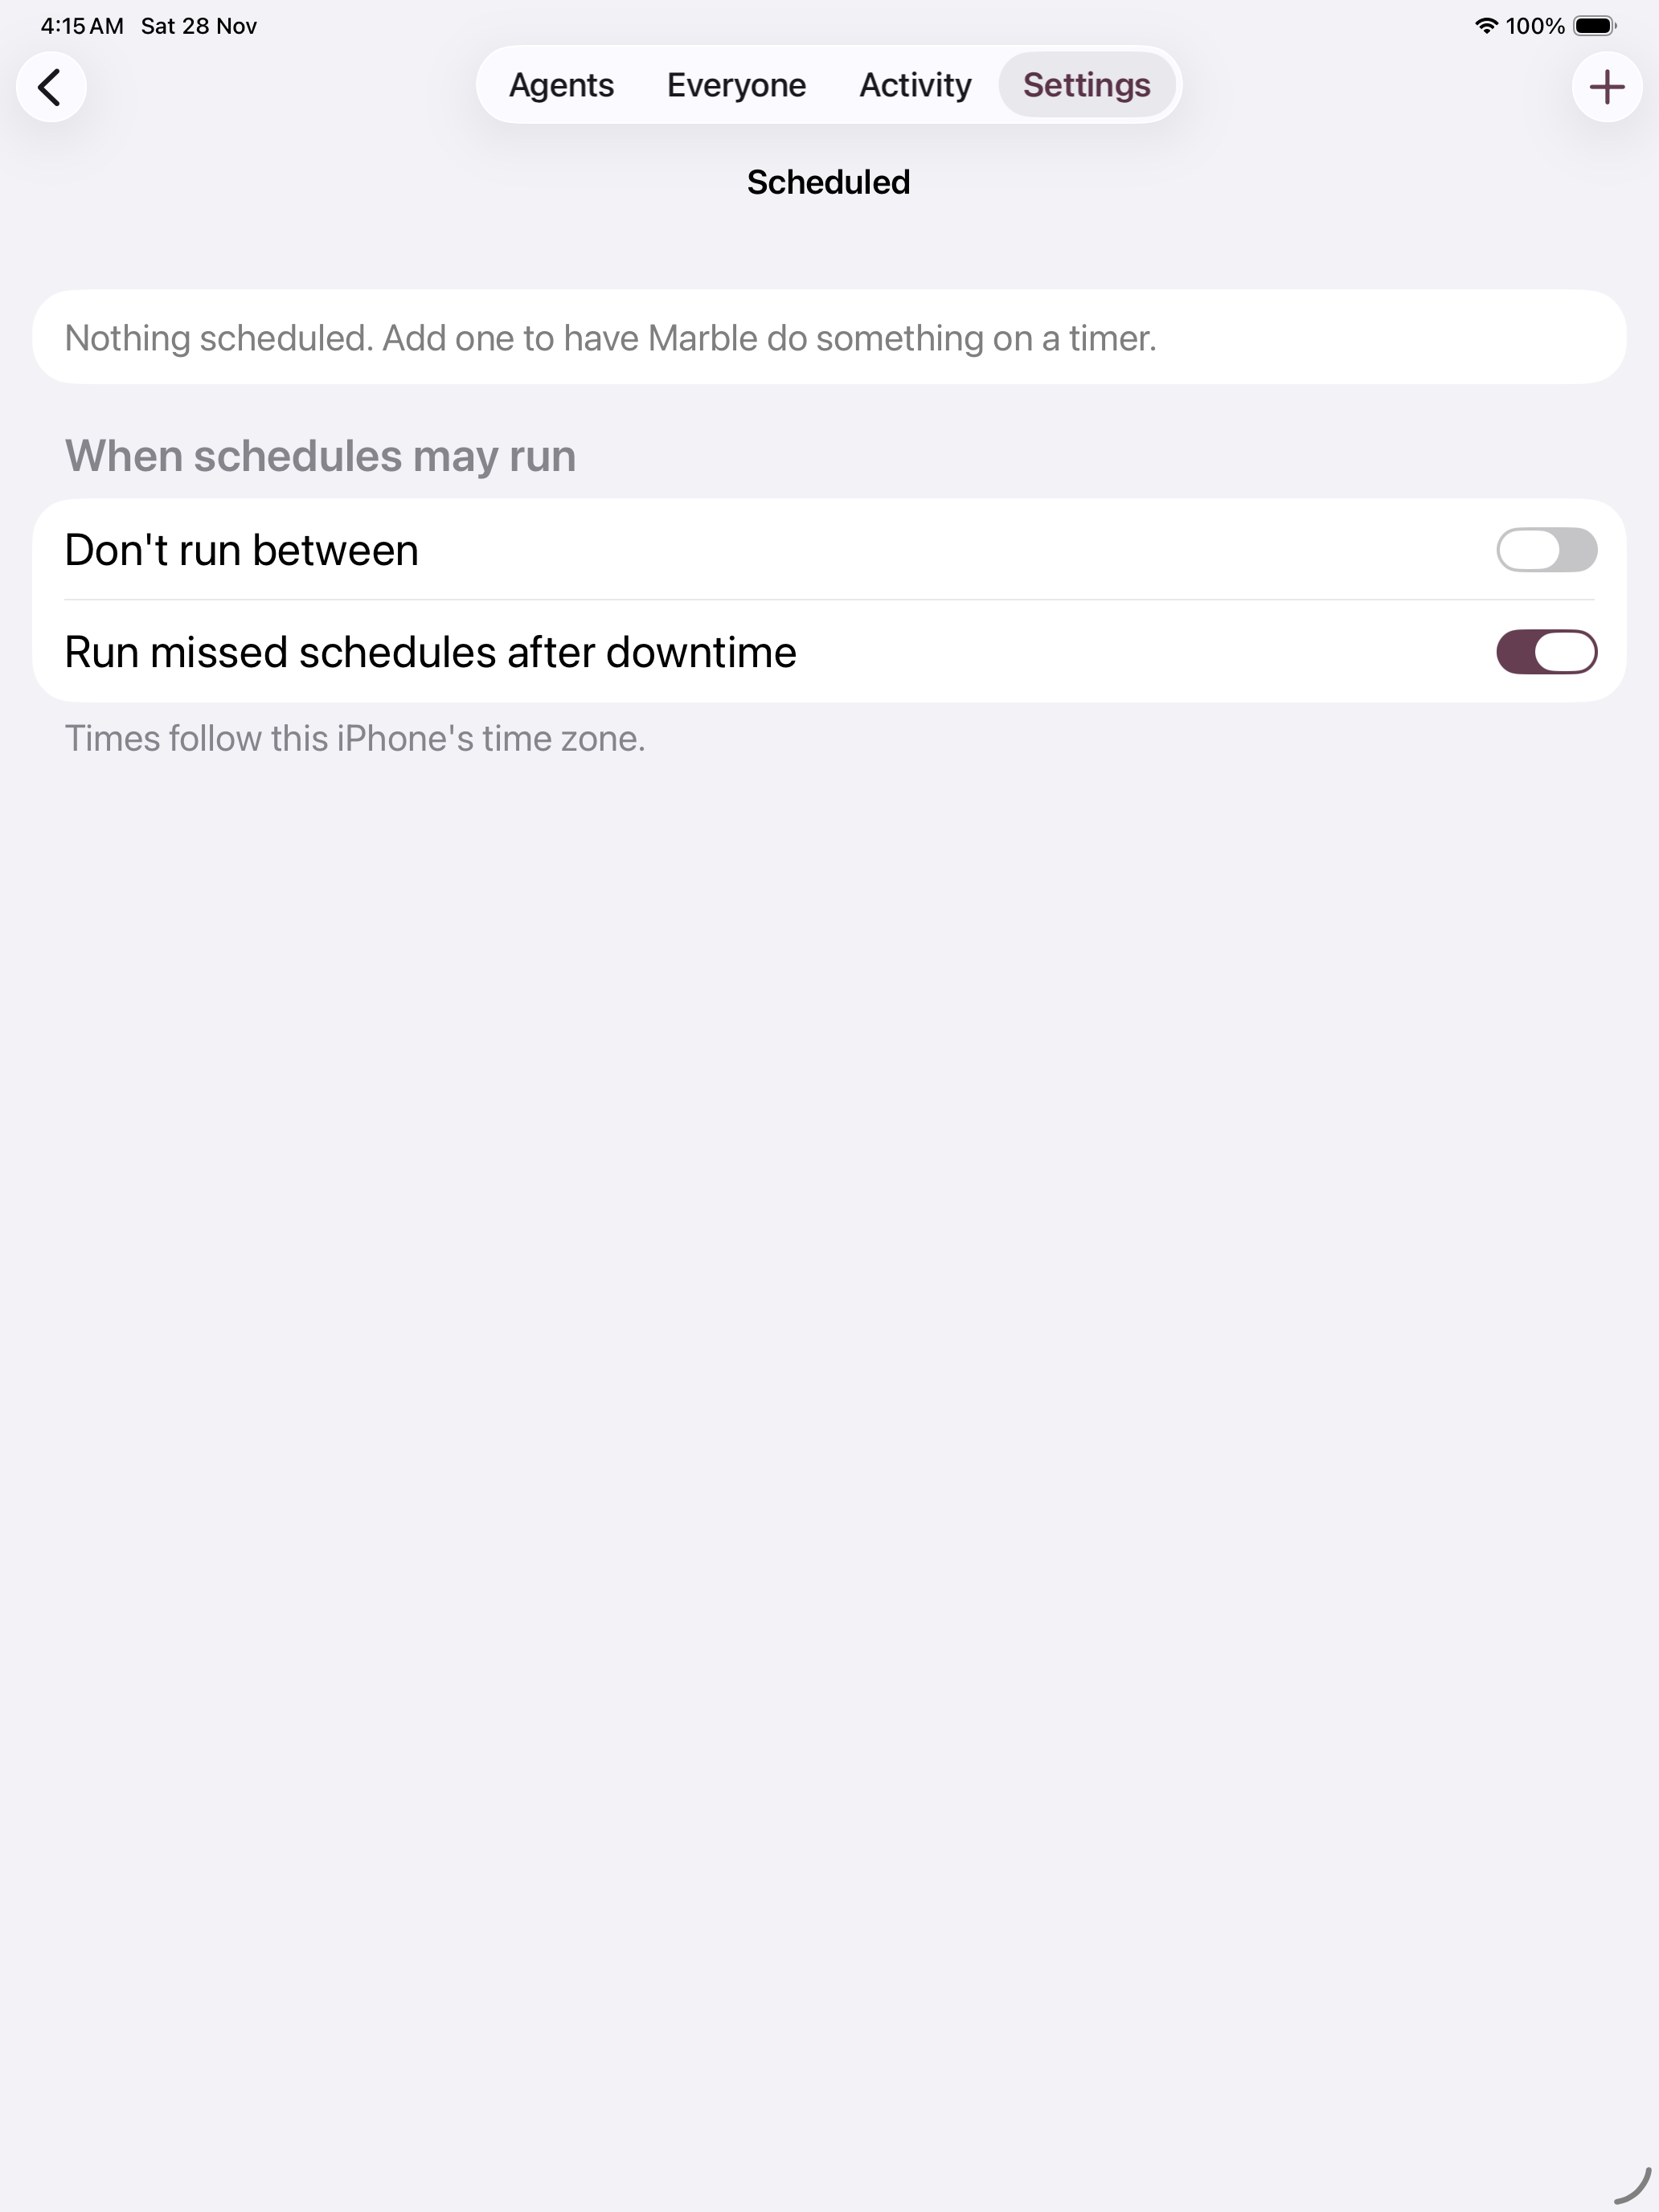 4:15 AM Sat 28 Nov
100%
Agents Everyone Activity Settings
Scheduled
Nothing scheduled. Add one to have Marble do something on a timer.
When schedules may run
Don't run between
Run missed schedules after downtime
Times follow this iPhone's time zone.